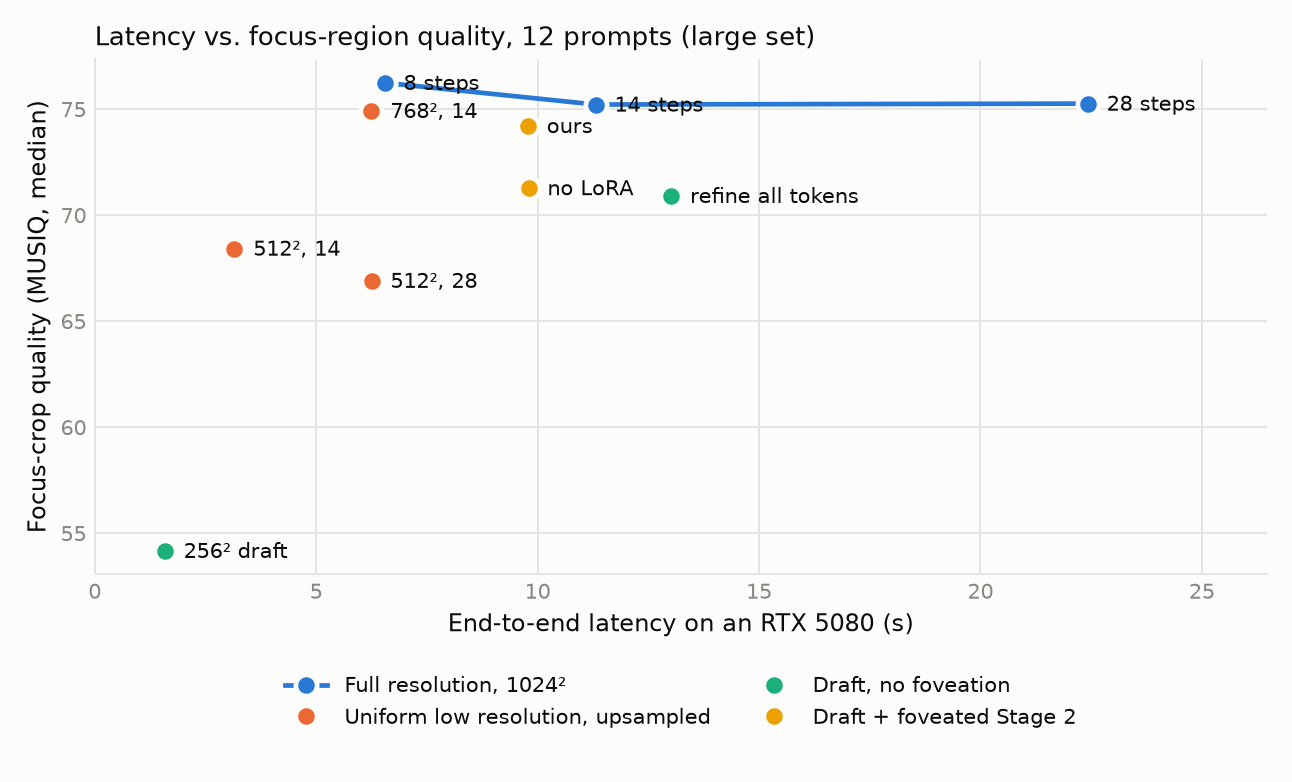 Latency vs. focus-region quality, 12 prompts (large set)
Focus-crop quality (MUSIQ, median)
75
70
65
60
55
8 steps
14 steps
28 steps
768², 14
ours
no LoRA
refine all tokens
512², 14
512², 28
256² draft
0 5 10 15 20 25
End-to-end latency on an RTX 5080 (s)
Full resolution, 1024²
Uniform low resolution, upsampled
Draft, no foveation
Draft + foveated Stage 2